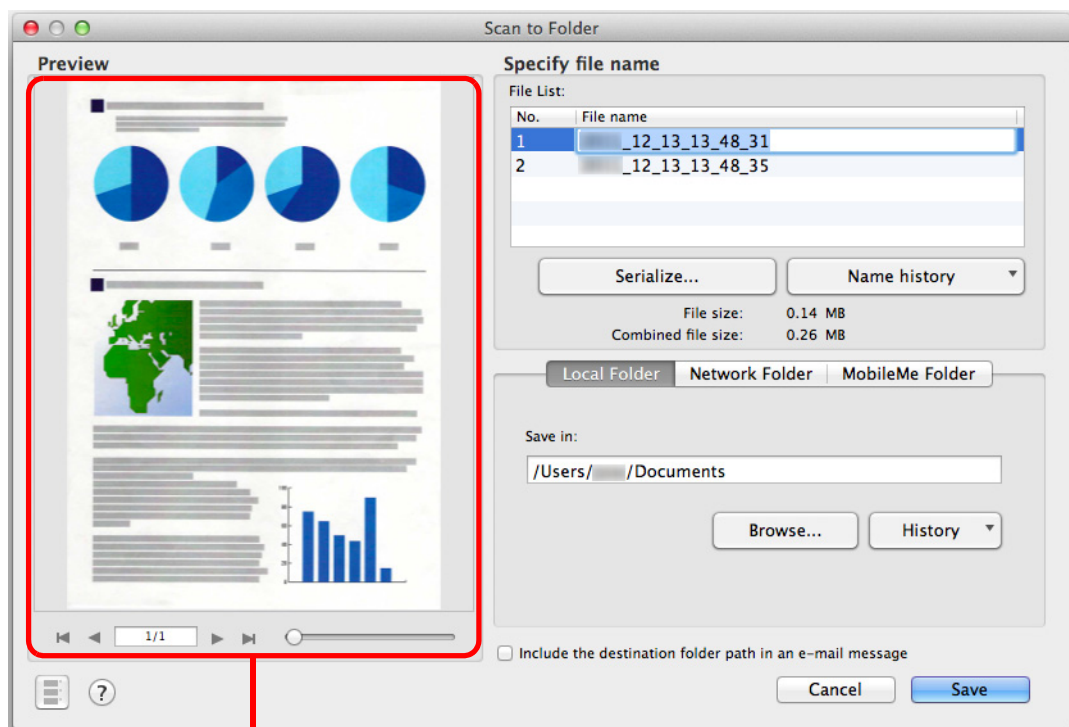 Scan to Folder
Preview
1/1
Specify file name
File List:
No. File name
1 _12_13_13_48_31
2 _12_13_13_48_35
Serialize... Name history
File size: 0.14 MB
Combined file size: 0.26 MB
Local Folder Network Folder MobileMe Folder
Save in:
/Users/ /Documents
Browse... History
Include the destination folder path in an e-mail message
?
Cancel Save